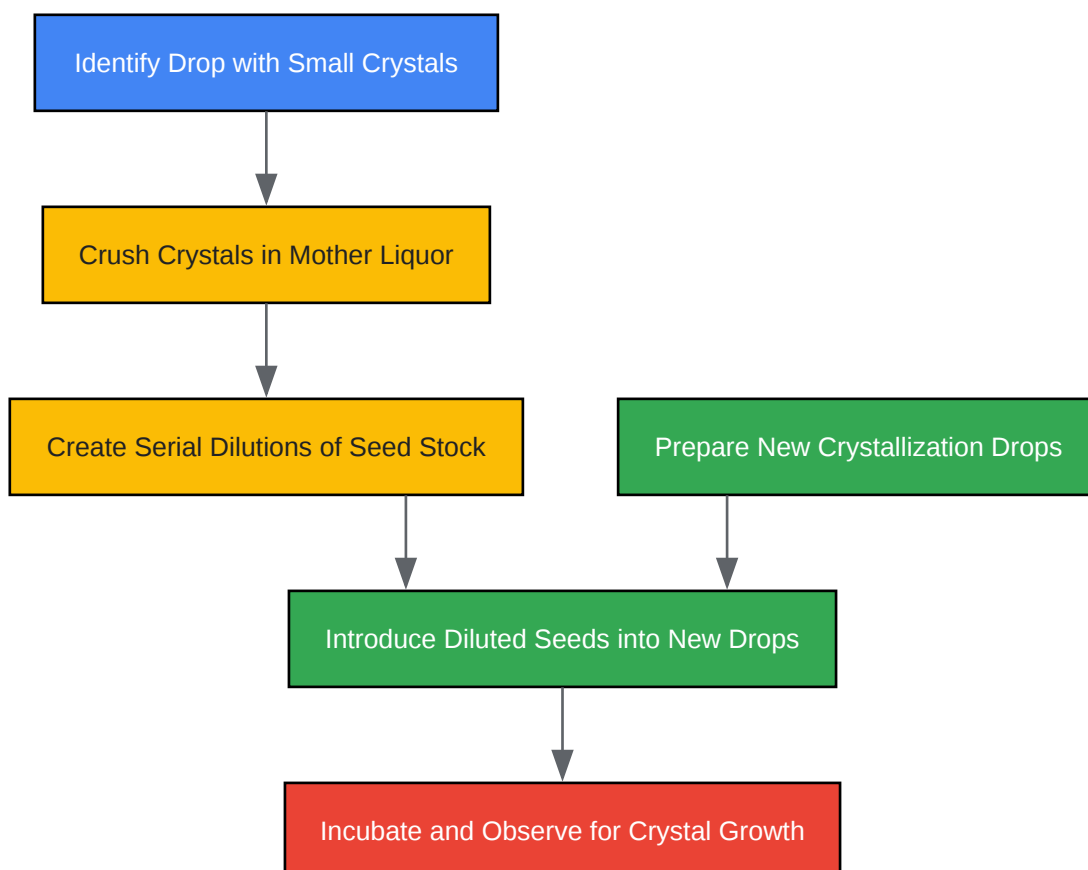 Identify Drop with Small Crystals
Crush Crystals in Mother Liquor
Create Serial Dilutions of Seed Stock
Prepare New Crystallization Drops
Introduce Diluted Seeds into New Drops
Incubate and Observe for Crystal Growth